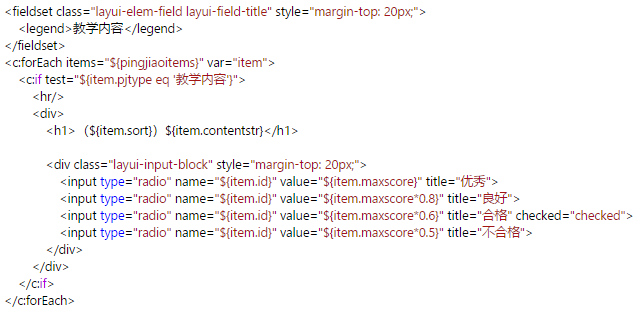 <fieldset class="layui-elem-field layui-field-title" style="margin-top: 20px;">
<legend>教学内容</legend>
</fieldset>
<c:forEach items="${pingjiaoitems}" var="item">
<c:if test="${item.pjtype eq '教学内容'}">
<hr/>
<div>
<h1>（${item.sort}）${item.contentstr}</h1>
<div class="layui-input-block" style="margin-top: 20px;">
<input type="radio" name="${item.id}" value="${item.maxscore}" title="优秀">
<input type="radio" name="${item.id}" value="${item.maxscore*0.8}" title="良好">
<input type="radio" name="${item.id}" value="${item.maxscore*0.6}" title="合格" checked="checked">
<input type="radio" name="${item.id}" value="${item.maxscore*0.5}" title="不合格">
</div>
</div>
</c:if>
</c:forEach>